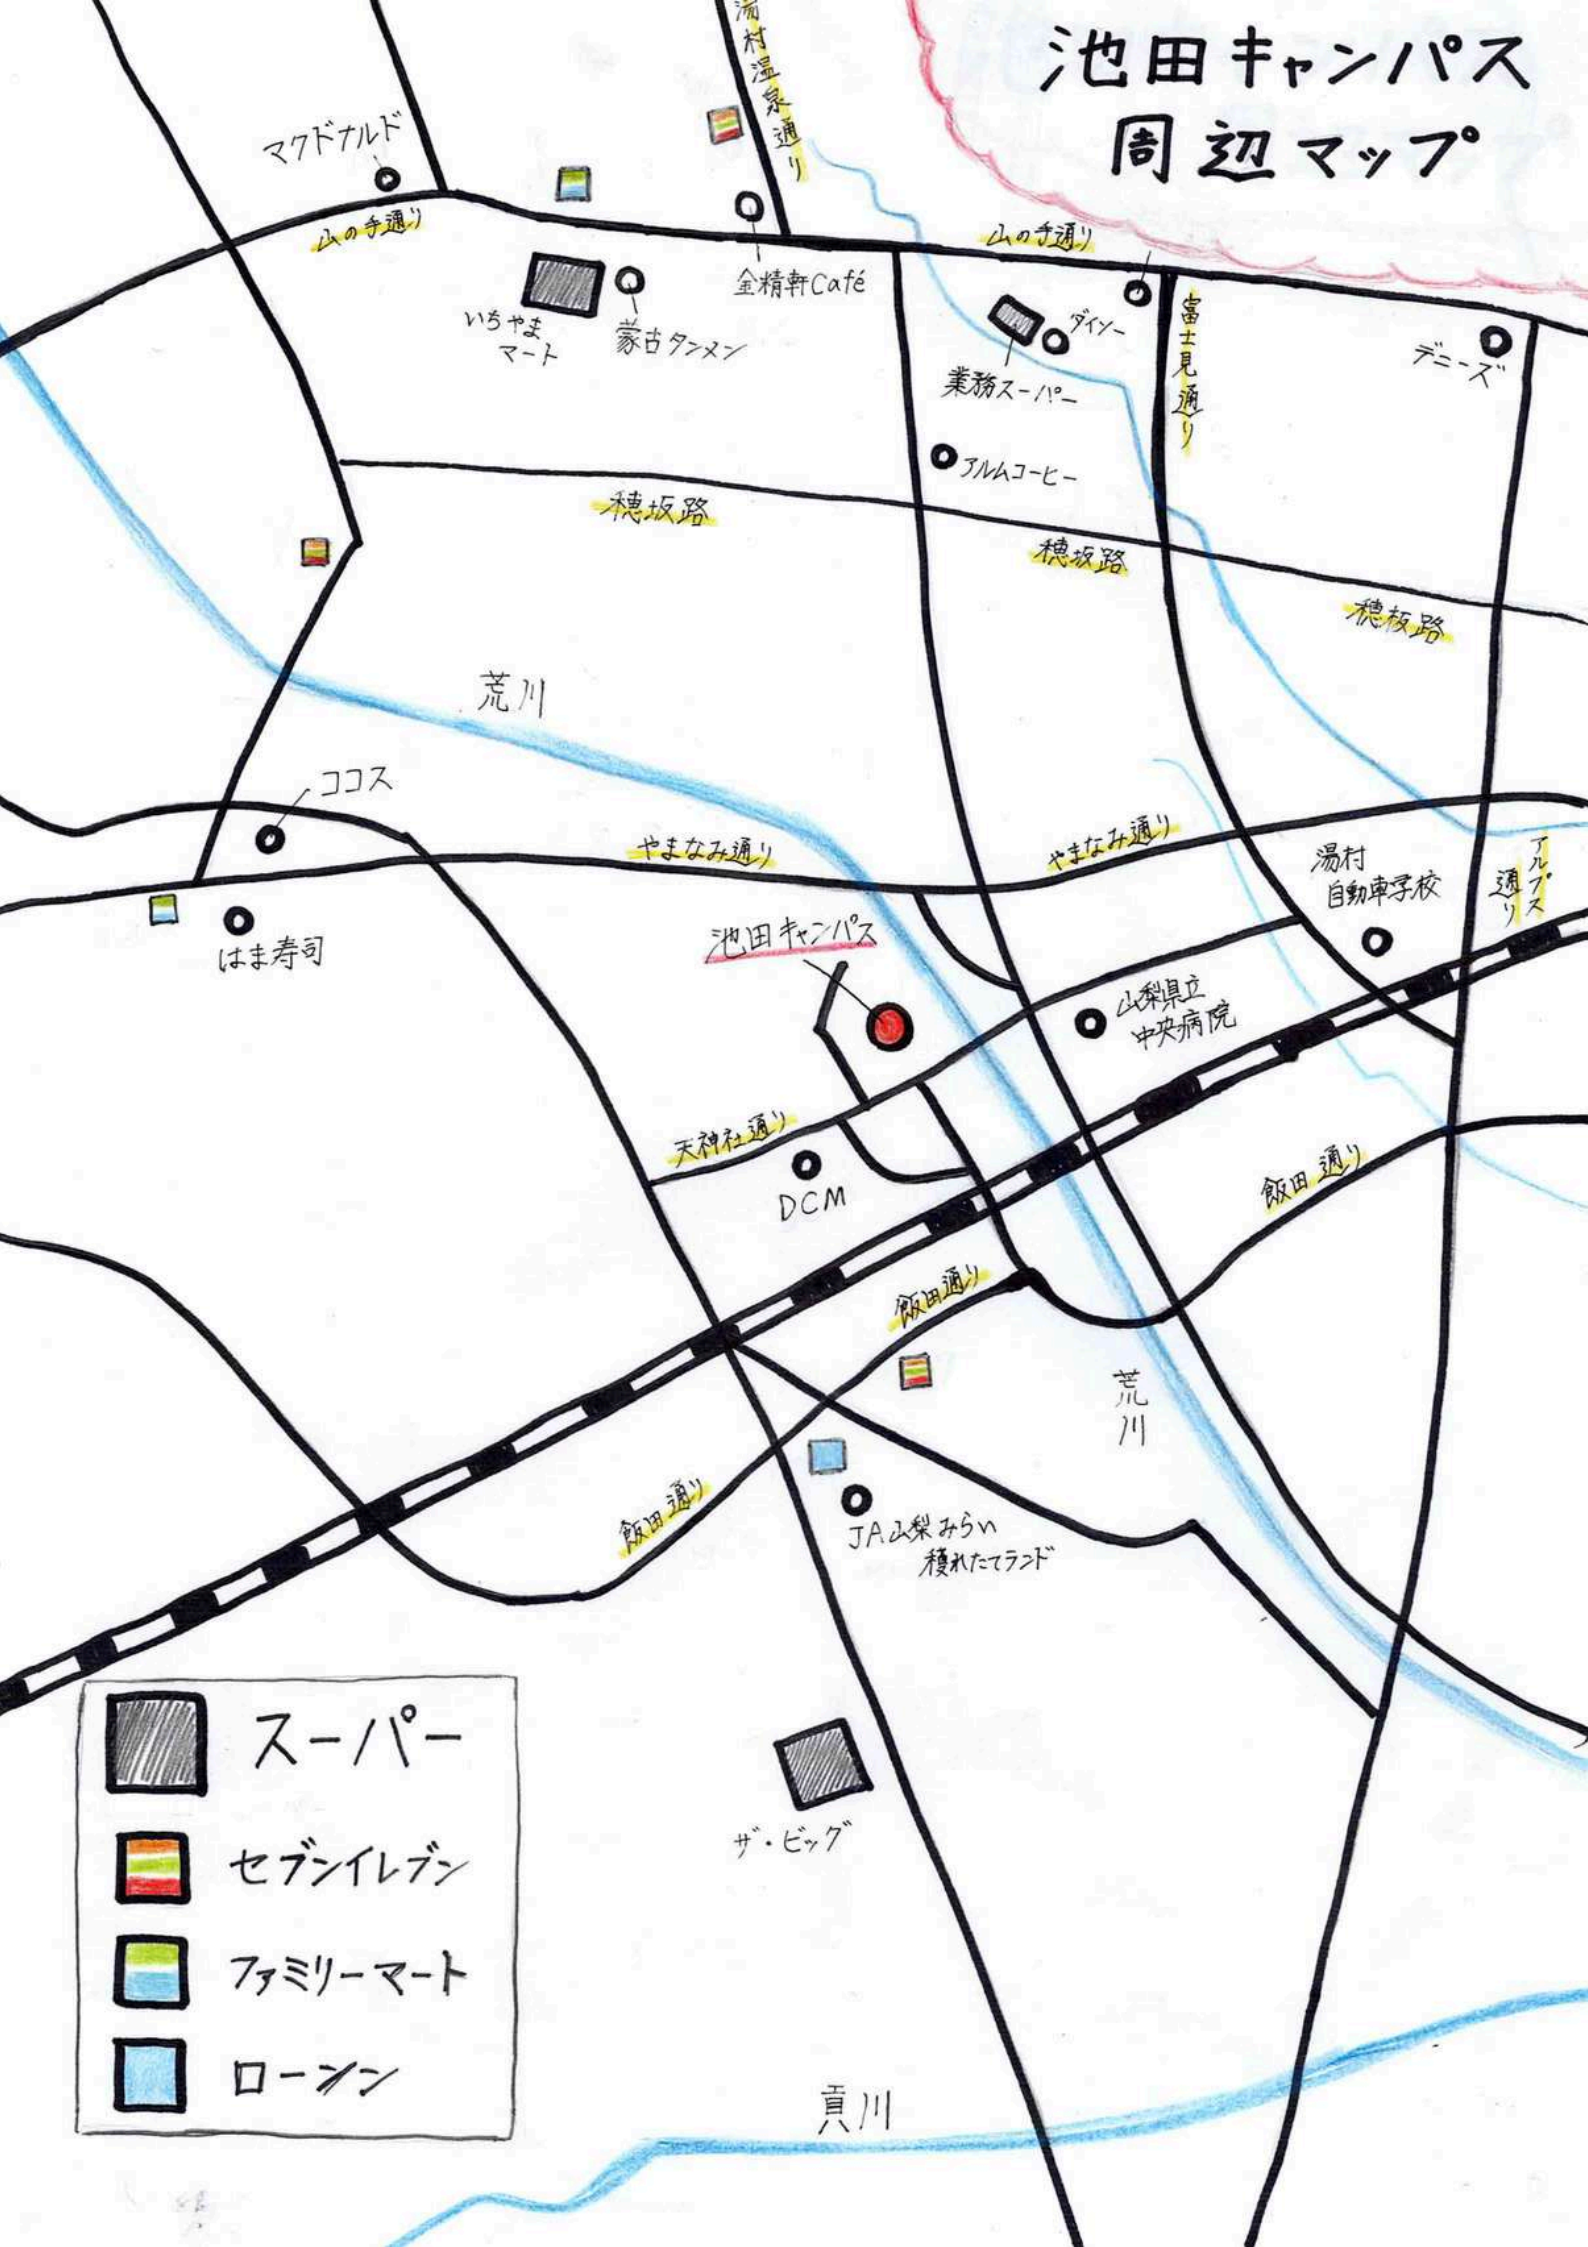 池田キャンパス
周辺マップ
湯村温泉通り
マクドナルド
山の手通り
山の手通り
金精軒Café
いちやま
マート
蒙古タンメン
ダイソー
業務スーパー
富士見通り
デニーズ
アルムコーヒー
穂坂路
穂坂路
穂板路
荒川
ココス
やまなみ通り
やまなみ通り
湯村
自動車学校
アルプス
通り
はま寿司
池田キャンパス
山梨県立
中央病院
天神社通り
DCM
飯田通り
飯田通り
荒川
飯田通り
JA山梨みらい
穫れたてランド
ザ・ビッグ
スーパー
セブンイレブン
ファミリーマート
ローソン
貢川